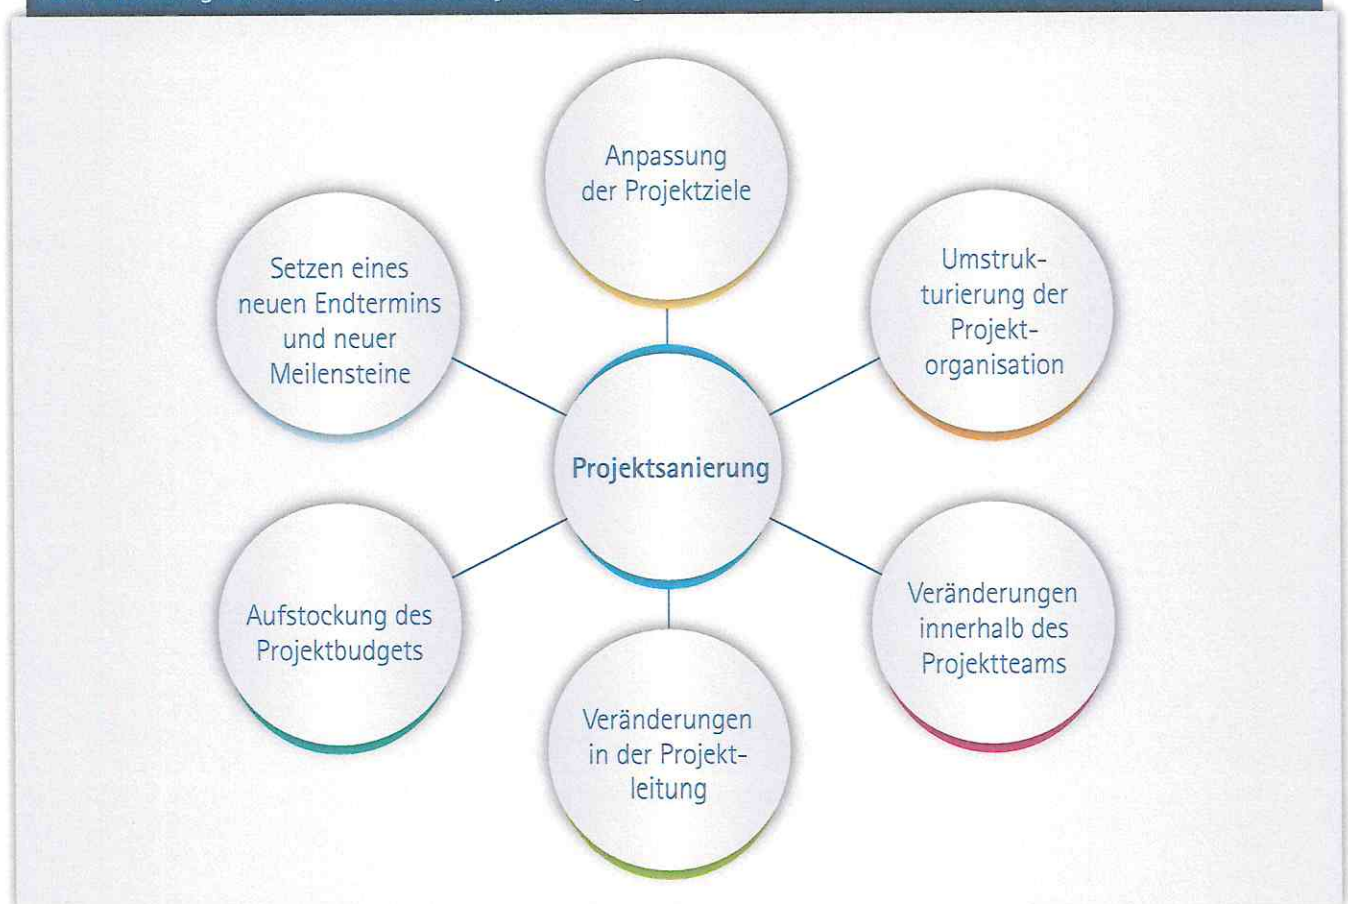 Anpassung
der Projektziele
Umstruk-
turierung der
Projekt-
organisation
Veränderungen
innerhalb des
Projektteams
Veränderungen
in der Projekt-
leitung
Aufstockung des
Projektbudgets
Setzen eines
neuen Endtermins
und neuer
Meilensteine
Projektsanierung